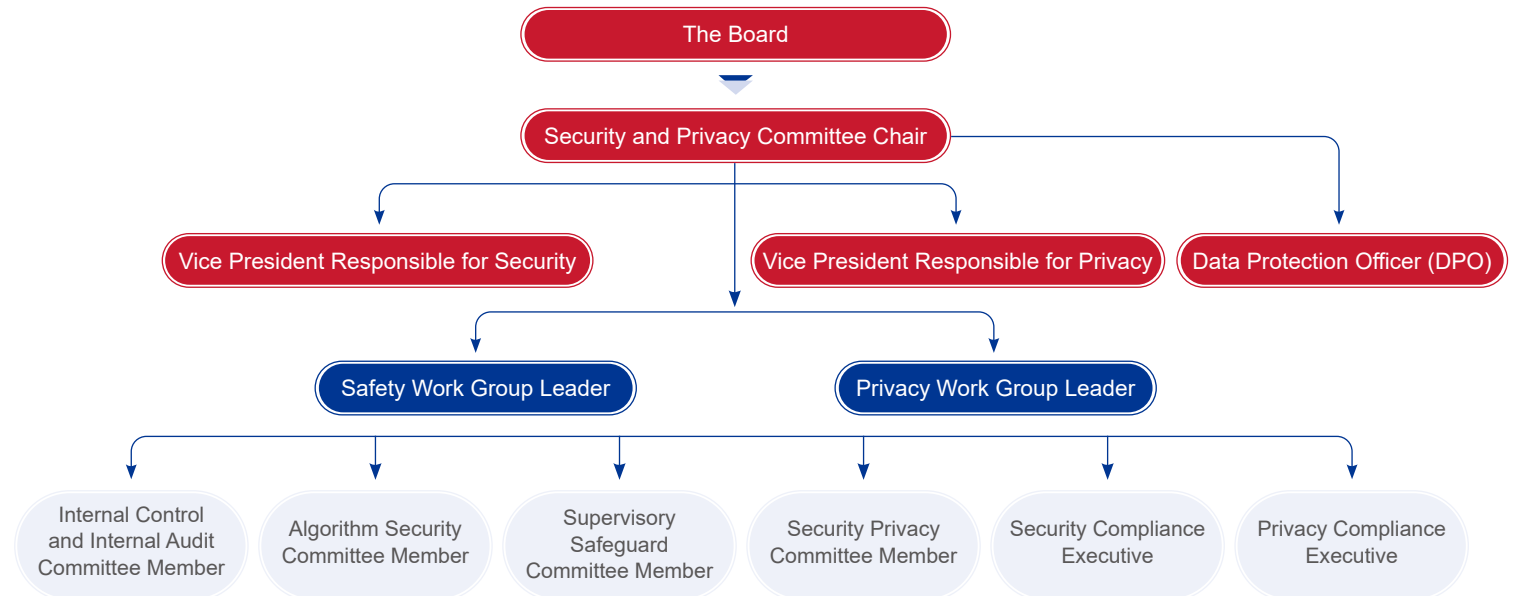 The Board
Security and Privacy Committee Chair
Vice President Responsible for Security
Vice President Responsible for Privacy
Data Protection Officer (DPO)
Safety Work Group Leader
Privacy Work Group Leader
Internal Control
and Internal Audit
Committee Member
Algorithm Security
Committee Member
Supervisory
Safeguard
Committee Member
Security Privacy
Committee Member
Security Compliance
Executive
Privacy Compliance
Executive